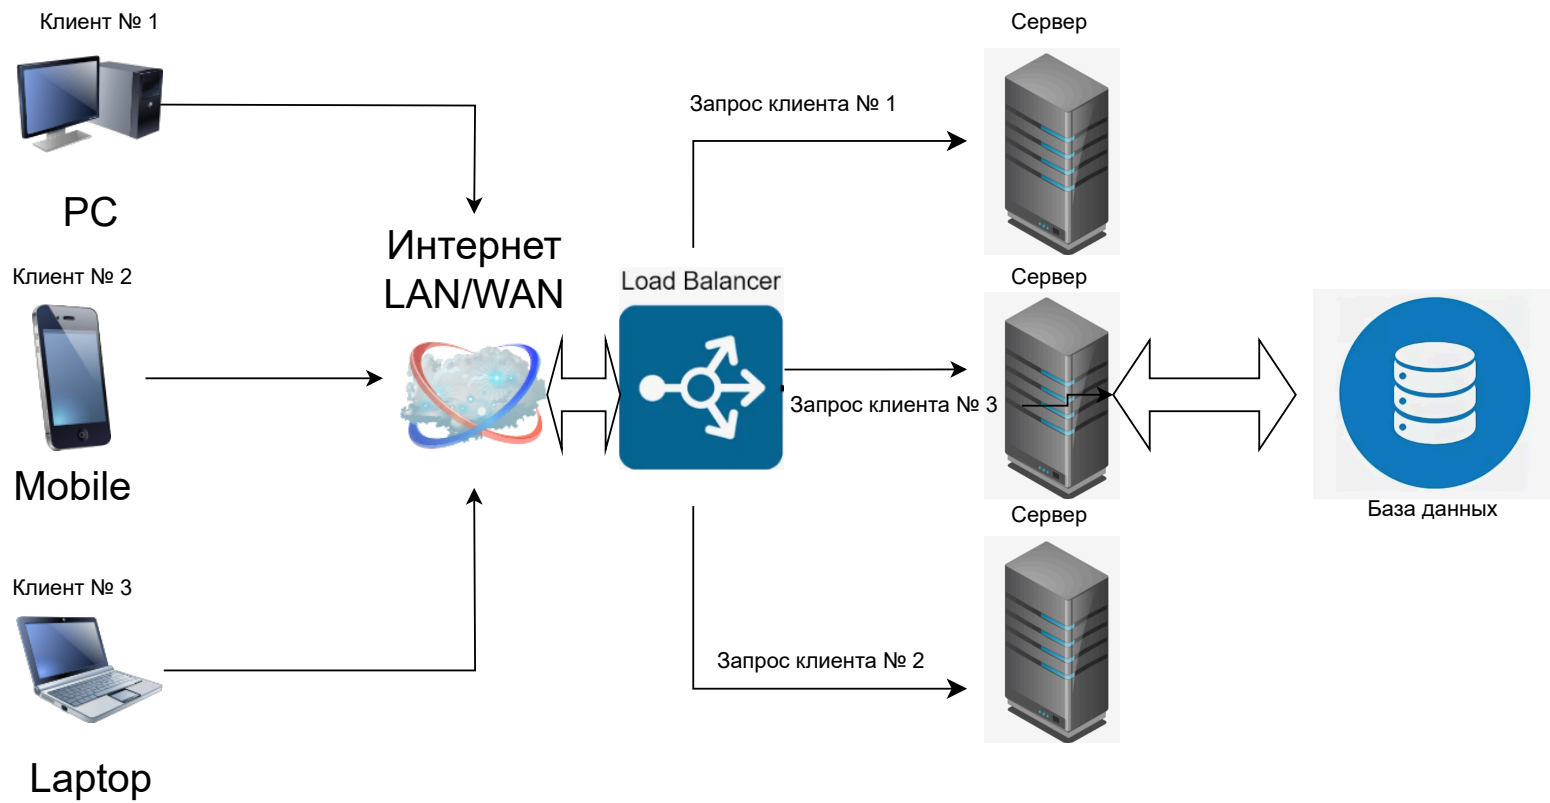 Клиент № 1
Сервер
Запрос клиента № 1
PC
Интернет
LAN/WAN
Клиент № 2
Load Balancer
Сервер
Запрос клиента № 3
Mobile
База данных
Сервер
Клиент № 3
Запрос клиента № 2
Laptop